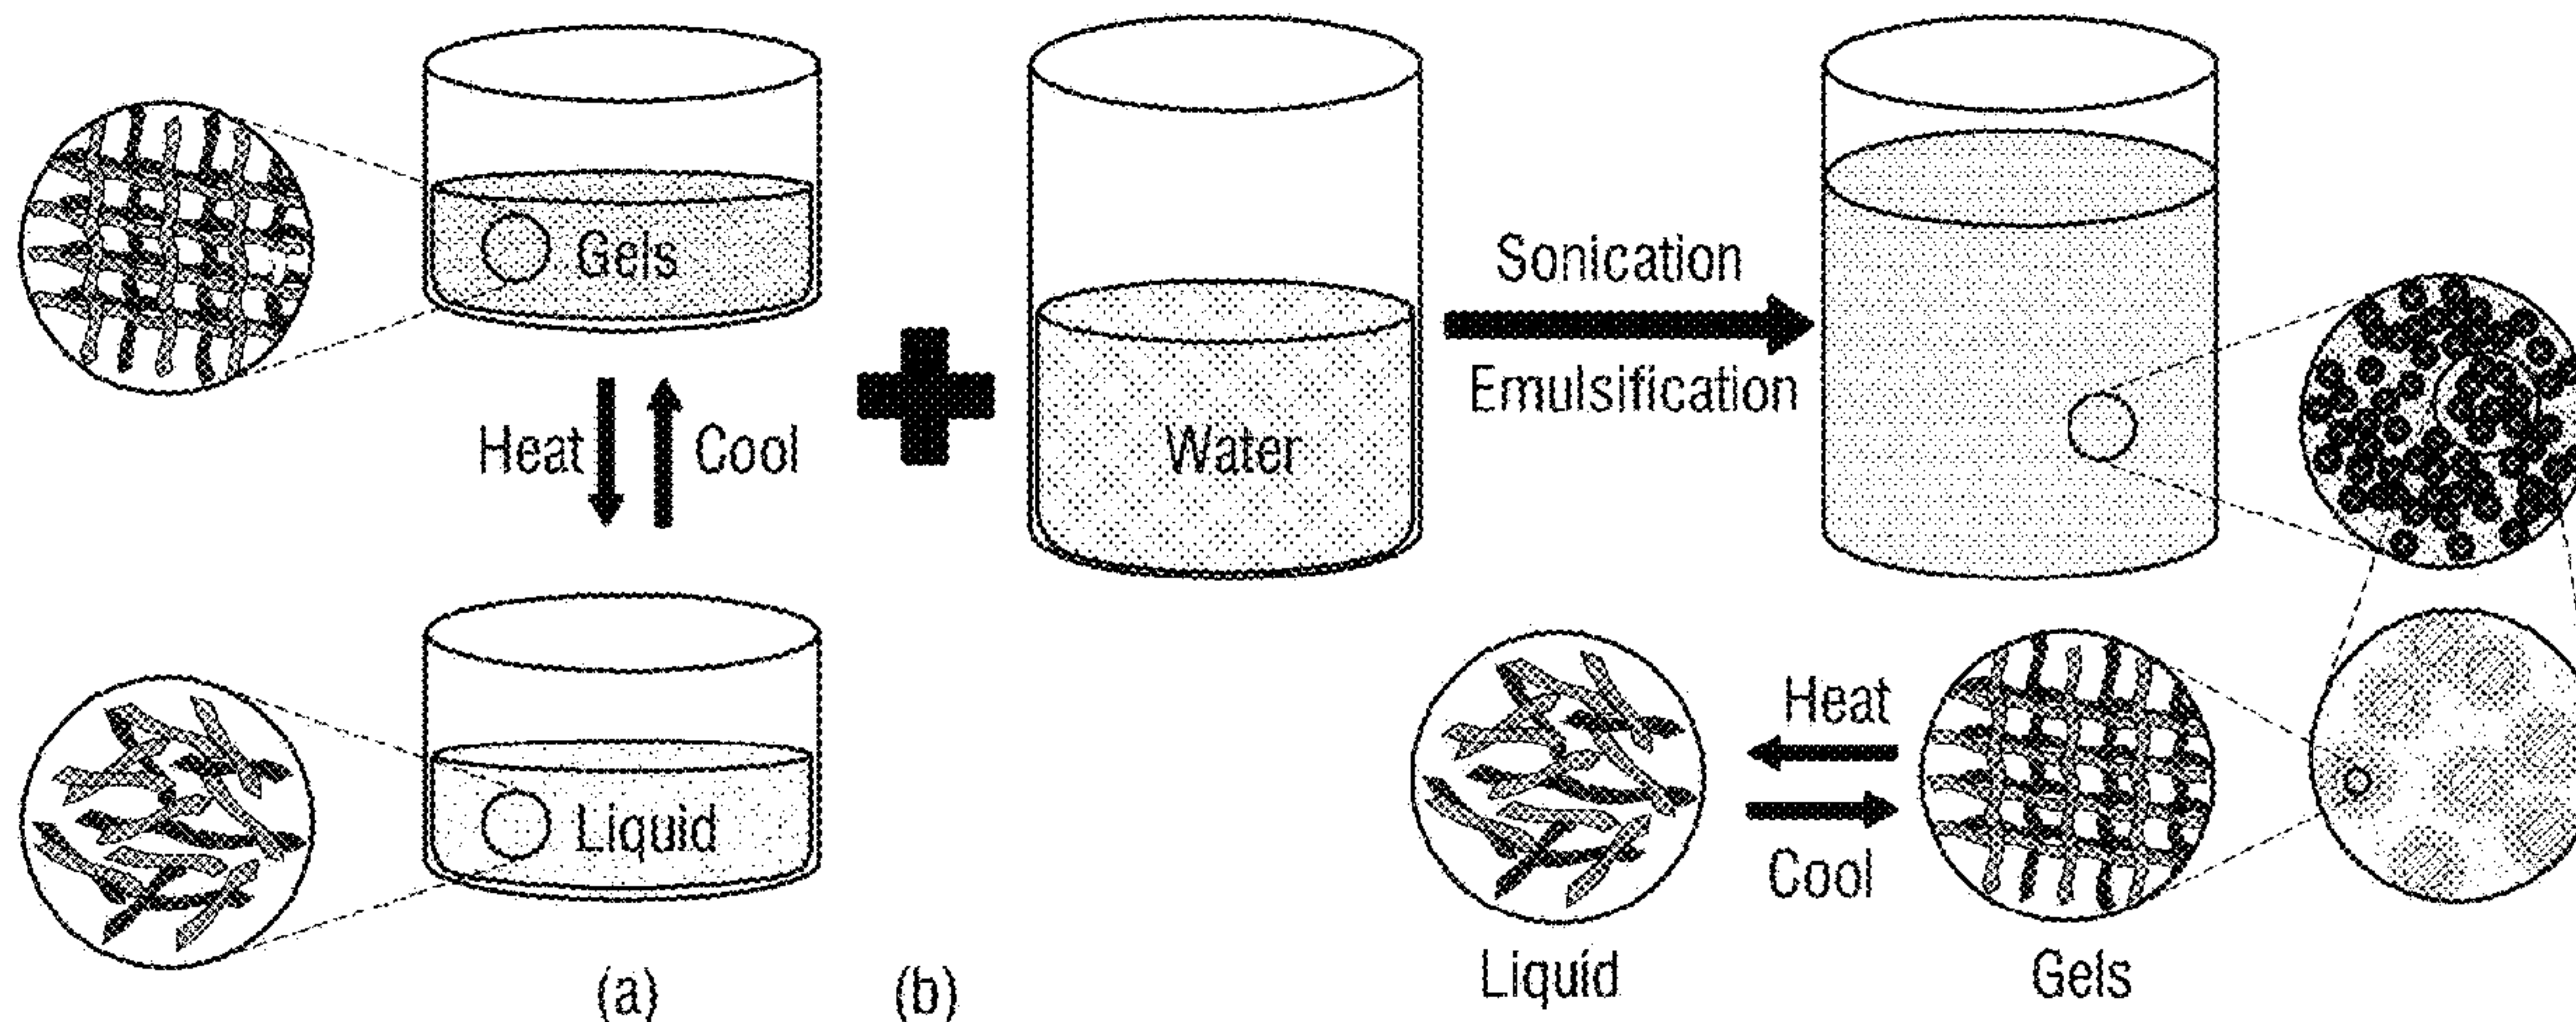 Gels
Heat
Cool
Liquid
(a)
Water
(b)
Sonication
Emulsification
Heat
Cool
Liquid
Gels